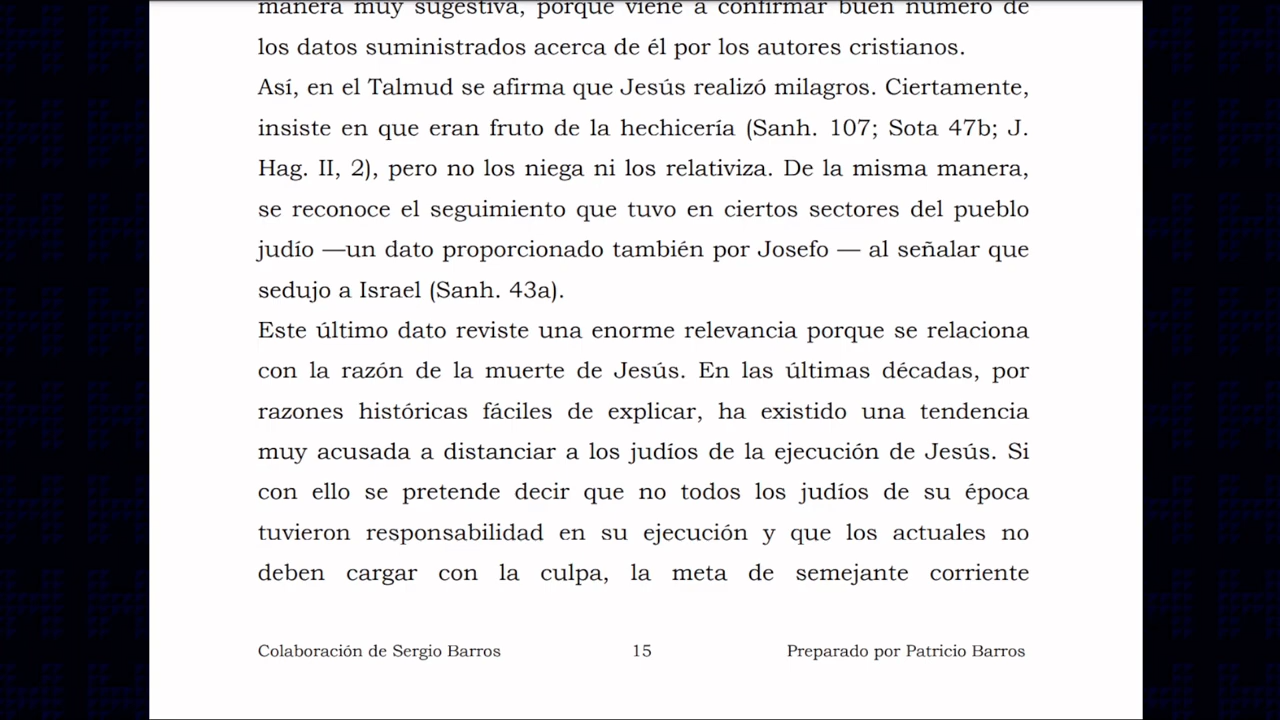 manera muy sugestiva, porque viene a confirmar buen número de
los datos suministrados acerca de él por los autores cristianos.
Así, en el Talmud se afirma que Jesús realizó milagros. Ciertamente,
insiste en que eran fruto de la hechicería (Sanh. 107; Sota 47b; J.
Hag. II, 2), pero no los niega ni los relativiza. De la misma manera,
se reconoce el seguimiento que tuvo en ciertos sectores del pueblo
judío —un dato proporcionado también por Josefo — al señalar que
sedujo a Israel (Sanh. 43a).
Este último dato reviste una enorme relevancia porque se relaciona
con la razón de la muerte de Jesús. En las últimas décadas, por
razones históricas fáciles de explicar, ha existido una tendencia
muy acusada a distanciar a los judíos de la ejecución de Jesús. Si
con ello se pretende decir que no todos los judíos de su época
tuvieron responsabilidad en su ejecución y que los actuales no
deben cargar con la culpa, la meta de semejante corriente
Colaboración de Sergio Barros 15 Preparado por Patricio Barros